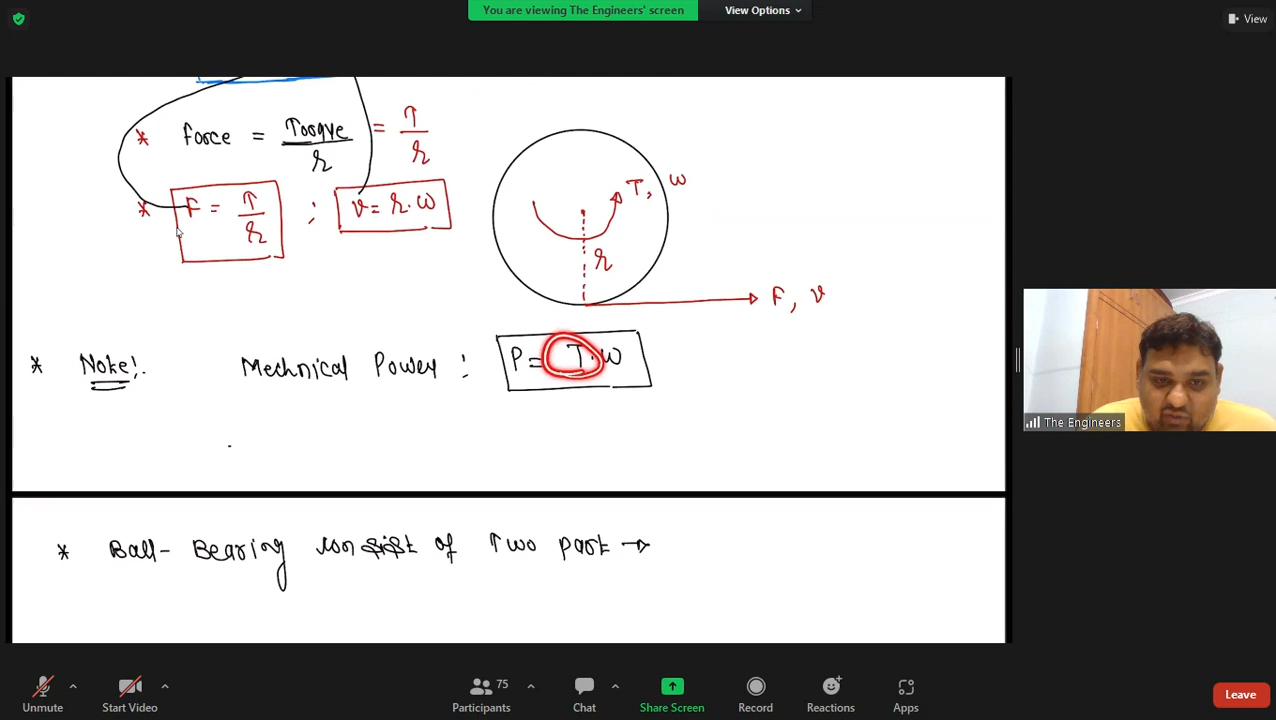 You are viewing The Engineers' screen
View Options
View
* force = Torque / r = T / r
* F = T / r ; v = r.ω
T, ω
r
F, v
* Note!. Mechnical Power : P = T.ω
* Ball-Bearing consist of Two part →
The Engineers
75
Unmute
Start Video
Participants
Chat
Share Screen
Record
Reactions
Apps
Leave